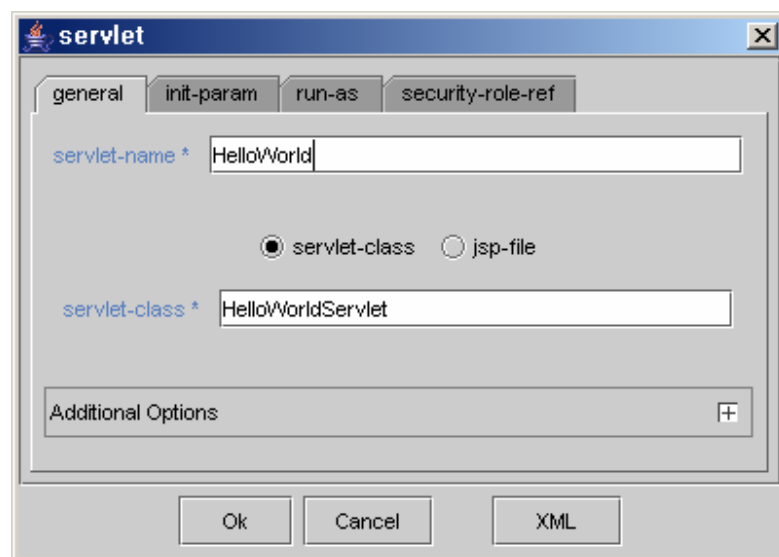 servlet
general init-param run-as security-role-ref
servlet-name * HelloWorld
servlet-class jsp-file
servlet-class * HelloWorldServlet
Additional Options
Ok Cancel XML